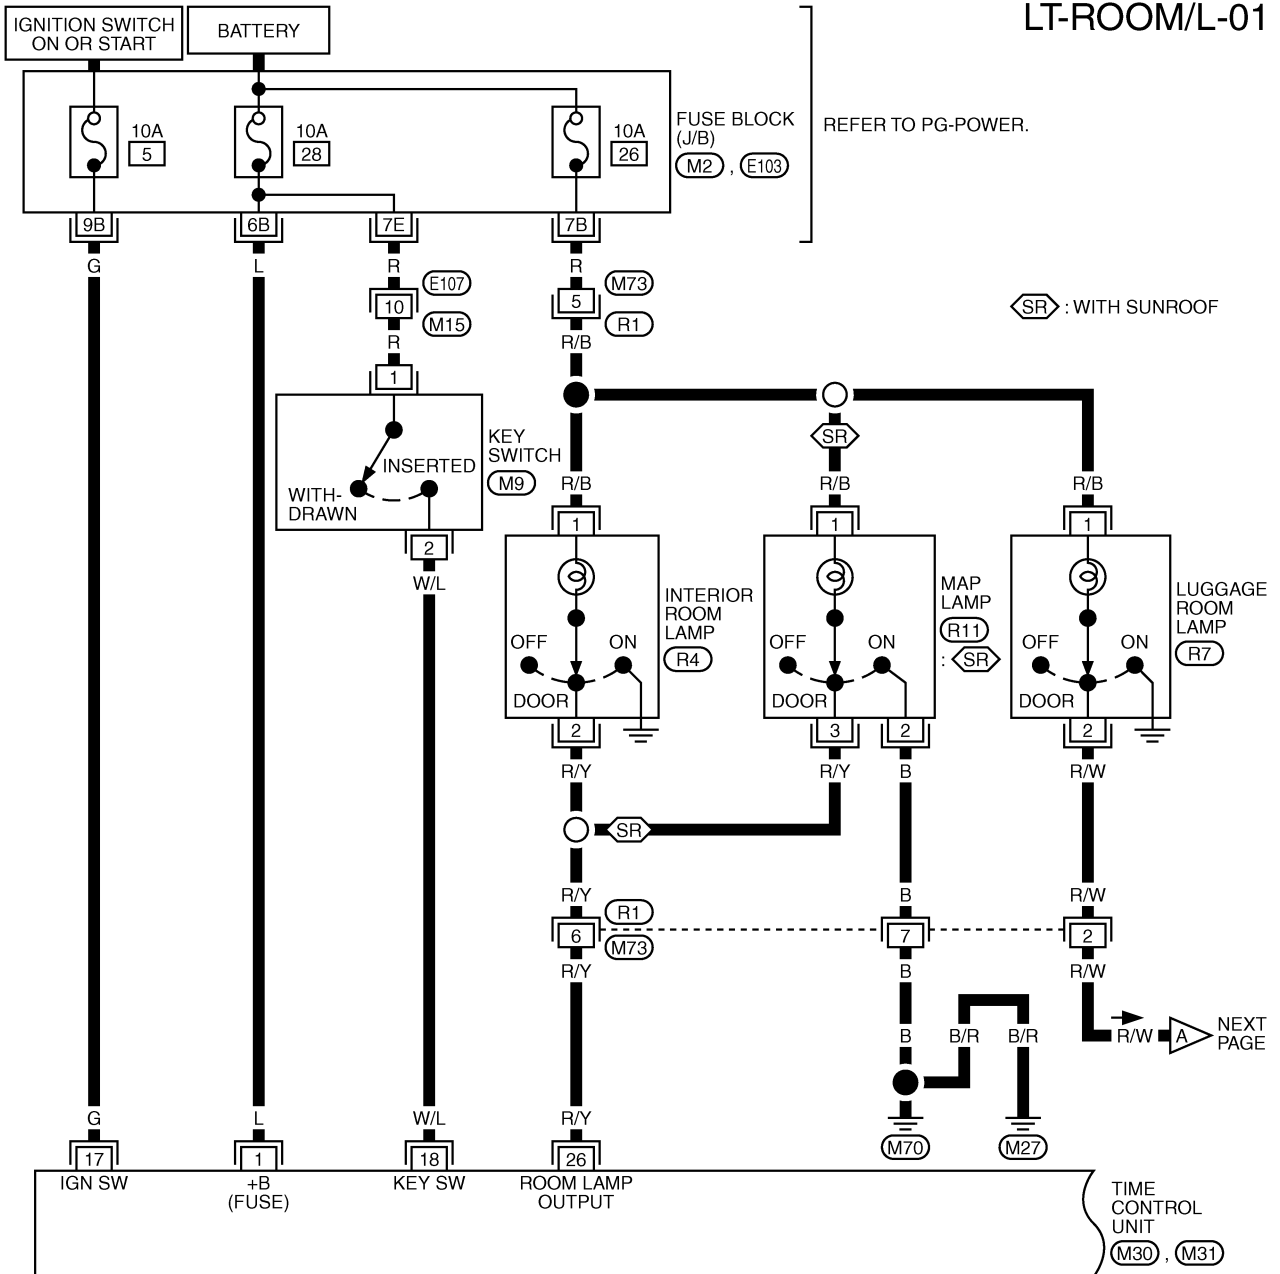 LT-ROOM/L-01
IGNITION SWITCH
ON OR START
BATTERY
10A
5
10A
28
10A
26
FUSE BLOCK
(J/B)
M2 , E103
REFER TO PG-POWER.
9B
6B
7E
7B
G
L
R
R
E107
10
M15
M73
5
R1
SR : WITH SUNROOF
R
R/B
1
SR
KEY
SWITCH
M9
INSERTED
WITH-
DRAWN
R/B
R/B
R/B
2
W/L
1
1
1
INTERIOR
ROOM
LAMP
R4
OFF
ON
DOOR
MAP
LAMP
R11
: SR
OFF
ON
DOOR
LUGGAGE
ROOM
LAMP
R7
OFF
ON
DOOR
2
3
2
2
R/Y
R/Y
B
R/W
SR
R/Y
B
R/W
R1
6
M73
7
2
R/Y
B
R/W
B
B/R
B/R
R/W
A
NEXT
PAGE
G
L
W/L
R/Y
M70
M27
17
1
18
26
IGN SW
+B
(FUSE)
KEY SW
ROOM LAMP
OUTPUT
TIME
CONTROL
UNIT
M30 , M31